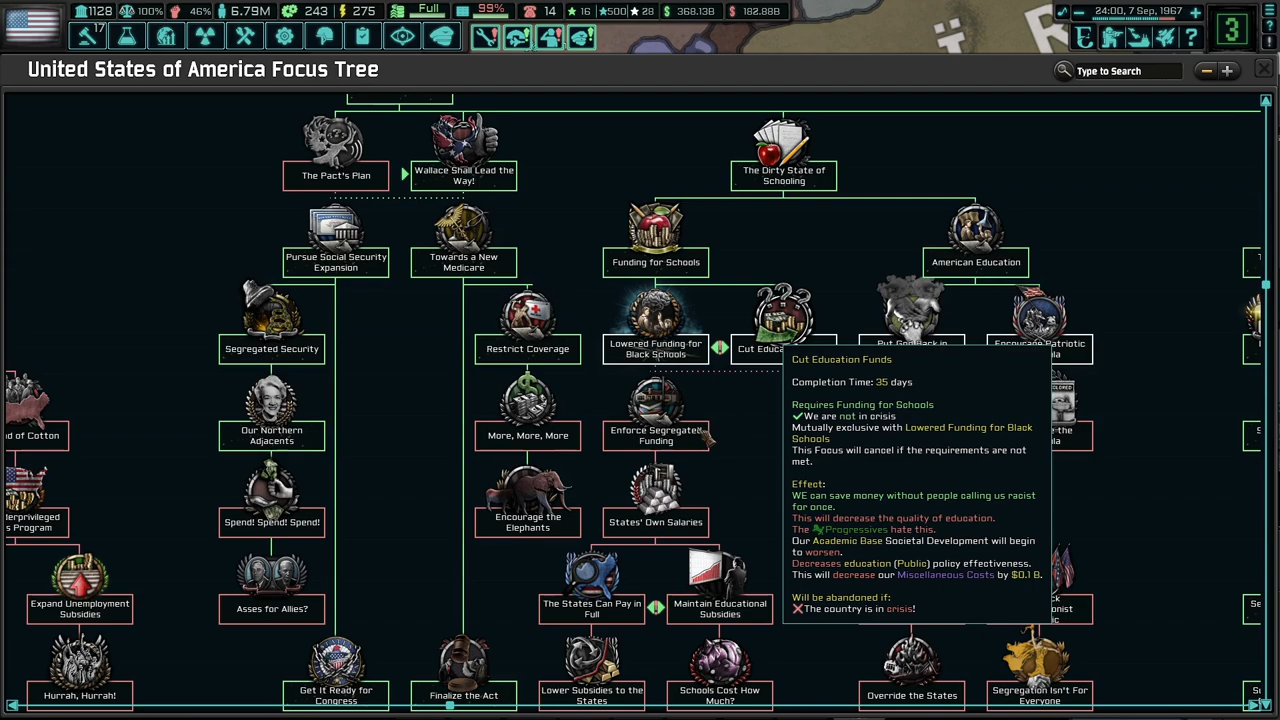 1128 100% 46% 6.79M 243 275 Full 99% 14 16 500 28 $ 368.13B $ 182.88B 24:00, 7 Sep, 1967
17
3
United States of America Focus Tree
Type to Search
The Pact's Plan
Wallace Shall Lead the Way!
The Dirty State of Schooling
Pursue Social Security Expansion
Towards a New Medicare
Funding for Schools
American Education
Segregated Security
Restrict Coverage
Lowered Funding for Black Schools
Cut Educa
Put God Back in
Encourage Patriotic
Cut Education Funds
Completion Time: 35 days
Requires Funding for Schools
We are not in crisis
Mutually exclusive with Lowered Funding for Black
Schools
This Focus will cancel if the requirements are not
met.
Effect:
WE can save money without people calling us racist
for once.
This will decrease the quality of education.
The Progressives hate this.
Our Academic Base Societal Development will begin
to worsen.
Decreases education (Public) policy effectiveness.
This will decrease our Miscellaneous Costs by $0.1 B.
Will be abandoned if:
The country is in crisis!
d of Cotton
Our Northern Adjacents
More, More, More
Enforce Segregated Funding
CLOSED
the
Spend! Spend! Spend!
Encourage the Elephants
States' Own Salaries
derprivileged
s Program
Expand Unemployment Subsidies
Asses for Allies?
The States Can Pay in Full
Maintain Educational Subsidies
Hurrah, Hurrah!
Get It Ready for Congress
Finalize the Act
Lower Subsidies to the States
Schools Cost How Much?
Override the States
Segregation Isn't For Everyone